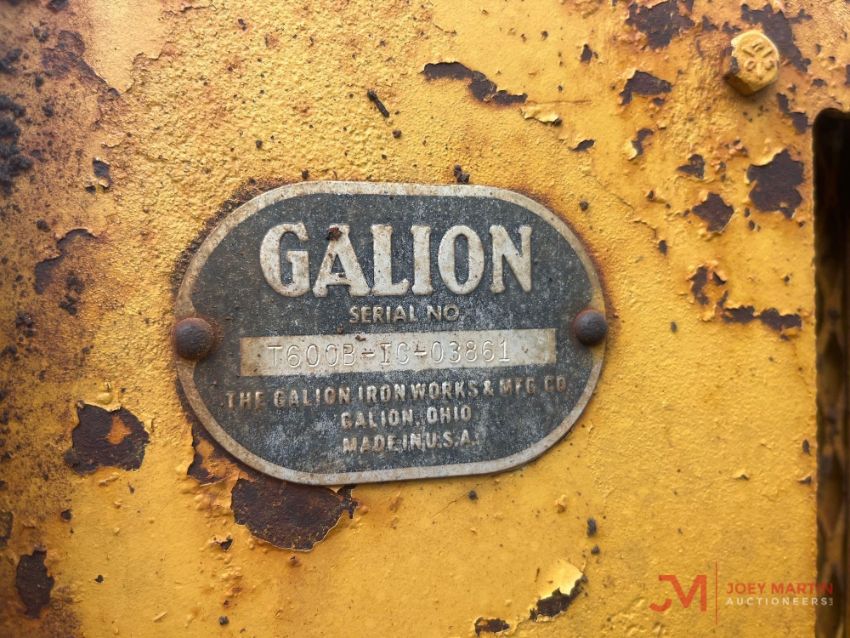 GALION
SERIAL NO.
T600B-IC-03861
THE GALION IRON WORKS & MFG CO.
GALION, OHIO
MADE IN U.S.A.
JM JOEY MARTIN
AUCTIONEERS